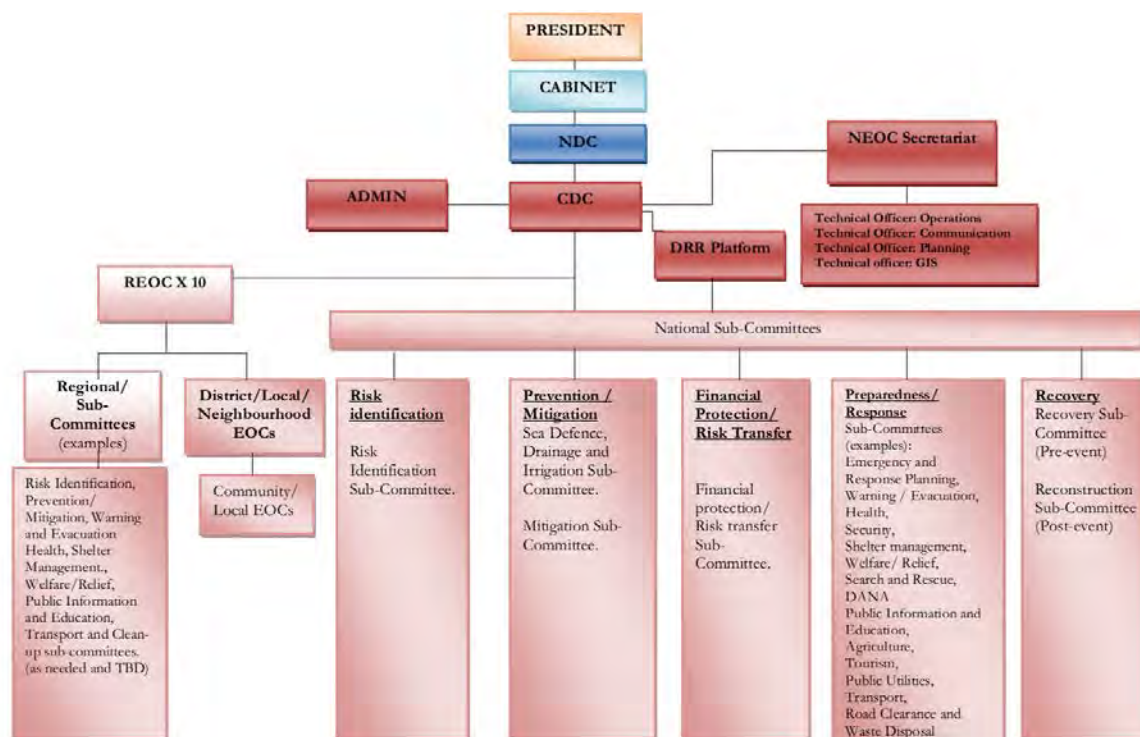 PRESIDENT
CABINET
NDC
NEOC Secretariat
ADMIN
CDC
Technical Officer: Operations
Technical Officer: Communication
Technical Officer: Planning
Technical officer: GIS
DRR Platform
REOC X 10
National Sub-Committees
Regional/
Sub-
Committees
(examples)
Risk Identification,
Prevention/
Mitigation, Warning
and Evacuation
Health, Shelter
Management.,
Welfare/Relief,
Public Information
and Education,
Transport and Clean-
up sub-committees.
(as needed and TBD)
District/Local/
Neighbourhood
EOCs
Community/
Local EOCs
Risk
identification
Risk
Identification
Sub-Committee.
Prevention /
Mitigation
Sea Defence,
Drainage and
Irrigation Sub-
Committee.
Mitigation Sub-
Committee.
Financial
Protection/
Risk Transfer
Financial
protection/
Risk transfer
Sub-
Committee.
Preparedness/
Response
Sub-Committees
(examples):
Emergency and
Response Planning,
Warning / Evacuation,
Health,
Security,
Shelter management,
Welfare/ Relief,
Search and Rescue,
DANA
Public Information and
Education,
Agriculture,
Tourism,
Public Utilities,
Transport,
Road Clearance and
Waste Disposal
Recovery
Recovery Sub-
Committee
(Pre-event)
Reconstruction
Sub-Committee
(Post-event)